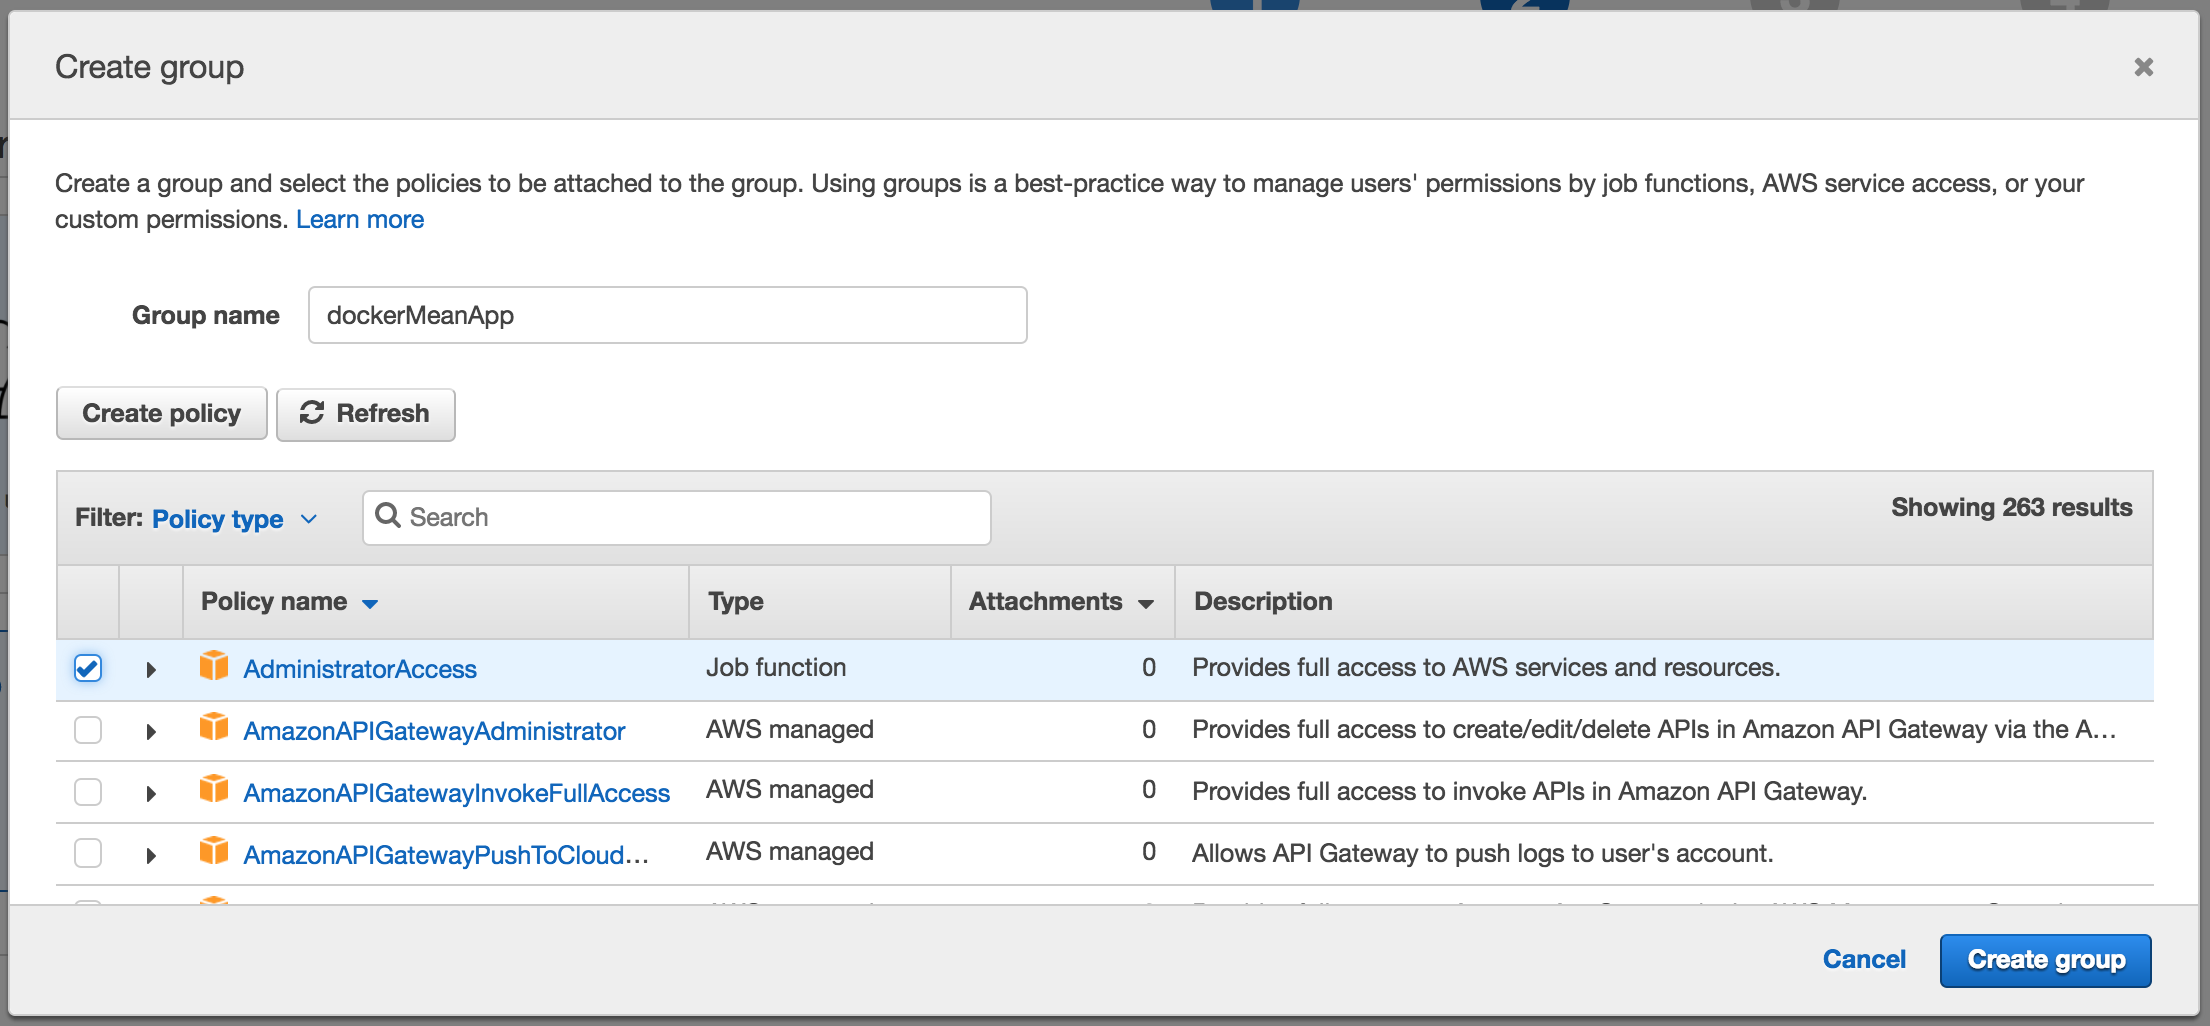 1 2 3 4
Create group
Create a group and select the policies to be attached to the group. Using groups is a best-practice way to manage users' permissions by job functions, AWS service access, or your
custom permissions. Learn more
Group name dockerMeanApp
Create policy Refresh
Filter: Policy type Search Showing 263 results
Policy name Type Attachments Description
AdministratorAccess Job function 0 Provides full access to AWS services and resources.
AmazonAPIGatewayAdministrator AWS managed 0 Provides full access to create/edit/delete APIs in Amazon API Gateway via the A...
AmazonAPIGatewayInvokeFullAccess AWS managed 0 Provides full access to invoke APIs in Amazon API Gateway.
AmazonAPIGatewayPushToCloud... AWS managed 0 Allows API Gateway to push logs to user's account.
Cancel Create group